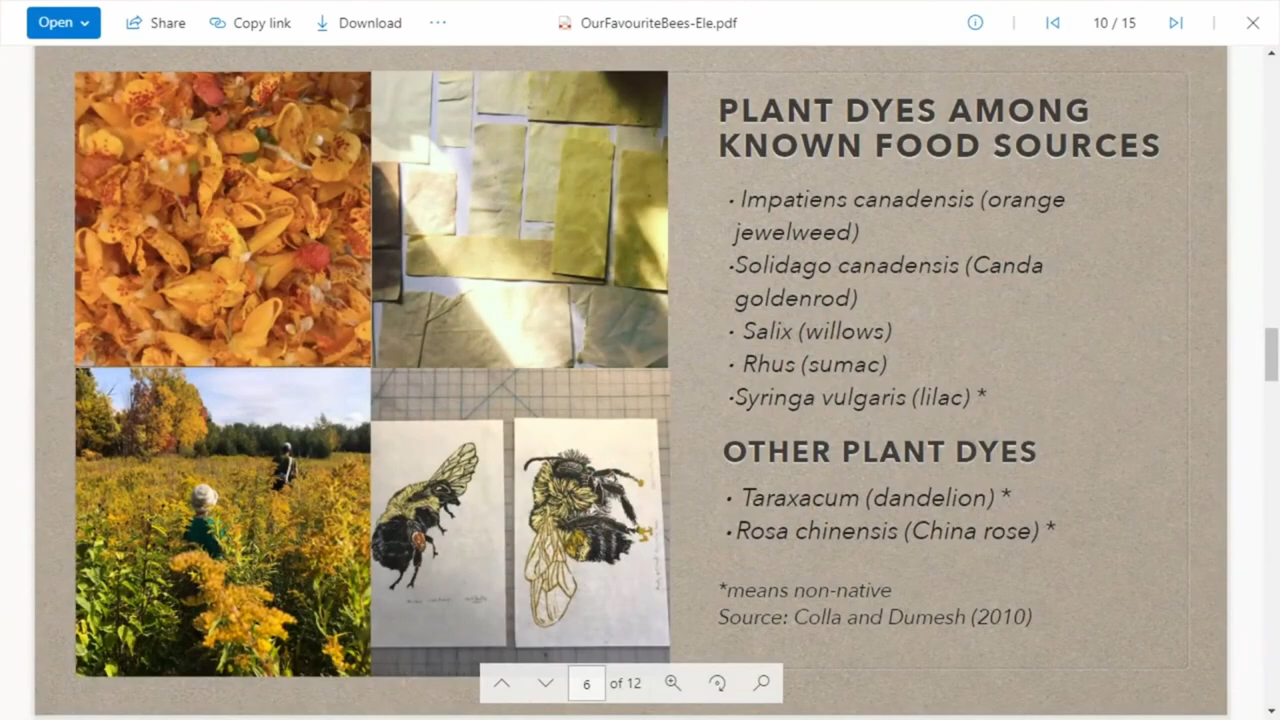 Open
Share
Copy link
Download
OurFavouriteBees-Ele.pdf
10 / 15
PLANT DYES AMONG
KNOWN FOOD SOURCES
· Impatiens canadensis (orange
jewelweed)
·Solidago canadensis (Canda
goldenrod)
· Salix (willows)
· Rhus (sumac)
·Syringa vulgaris (lilac) *
OTHER PLANT DYES
· Taraxacum (dandelion) *
·Rosa chinensis (China rose) *
*means non-native
Source: Colla and Dumesh (2010)
6 of 12